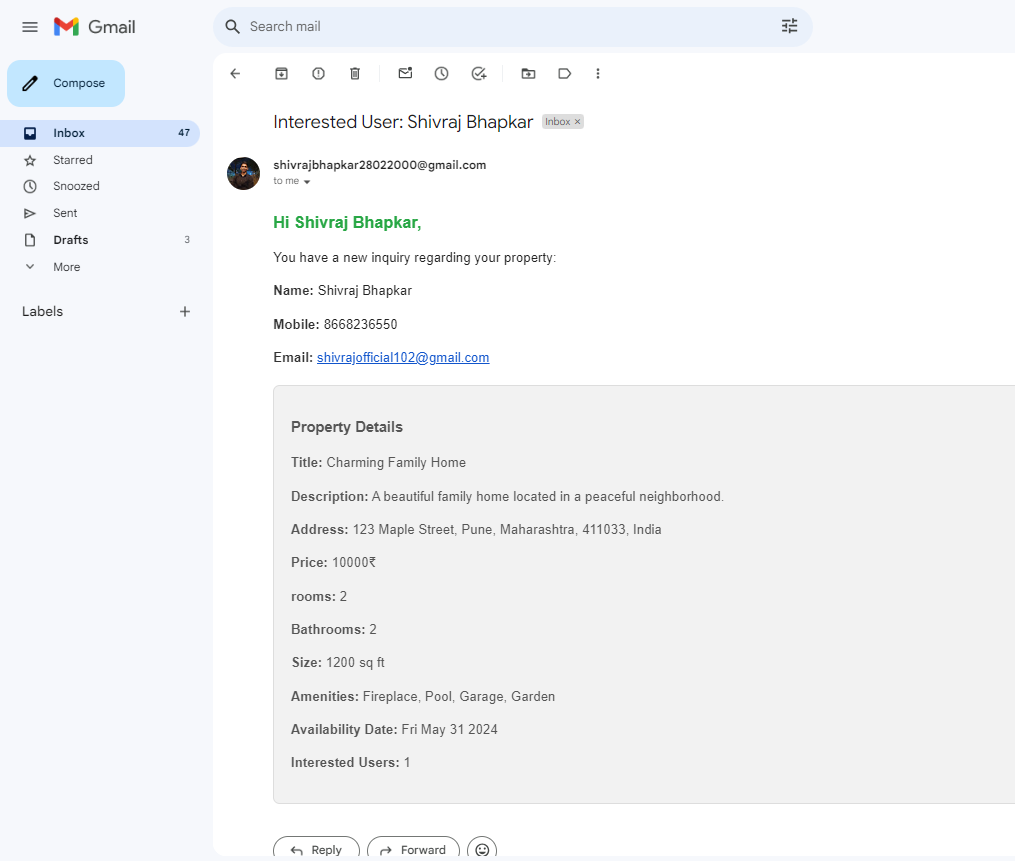 Gmail
Search mail
Compose
Inbox 47
Starred
Snoozed
Sent
Drafts 3
More
Labels
Interested User: Shivraj Bhapkar Inbox ×
shivrajbhapkar28022000@gmail.com
to me
Hi Shivraj Bhapkar,
You have a new inquiry regarding your property:
Name: Shivraj Bhapkar
Mobile: 8668236550
Email: shivrajofficial102@gmail.com
Property Details
Title: Charming Family Home
Description: A beautiful family home located in a peaceful neighborhood.
Address: 123 Maple Street, Pune, Maharashtra, 411033, India
Price: 10000₹
rooms: 2
Bathrooms: 2
Size: 1200 sq ft
Amenities: Fireplace, Pool, Garage, Garden
Availability Date: Fri May 31 2024
Interested Users: 1
Reply Forward